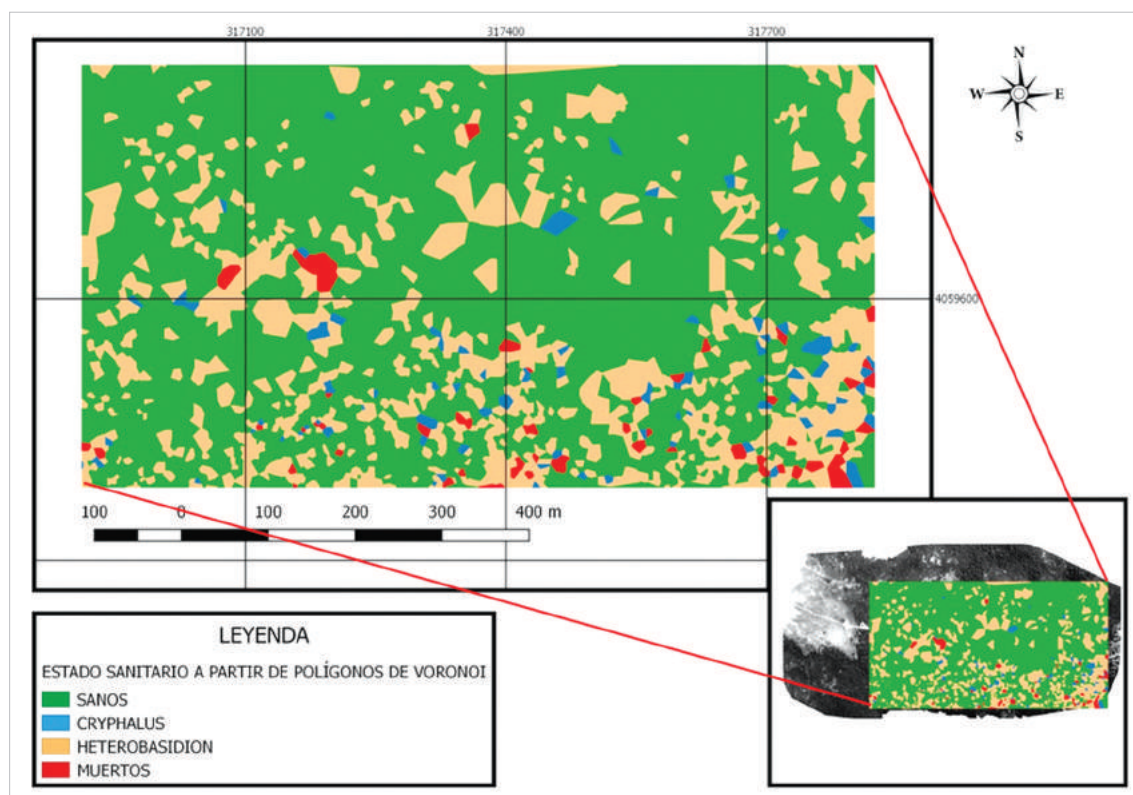 317100 317400 317700
N
W E
S
4059600
100 0 100 200 300 400 m
LEYENDA
ESTADO SANITARIO A PARTIR DE POLÍGONOS DE VORONOI
SANOS
CRYPHALUS
HETEROBASIDION
MUERTOS